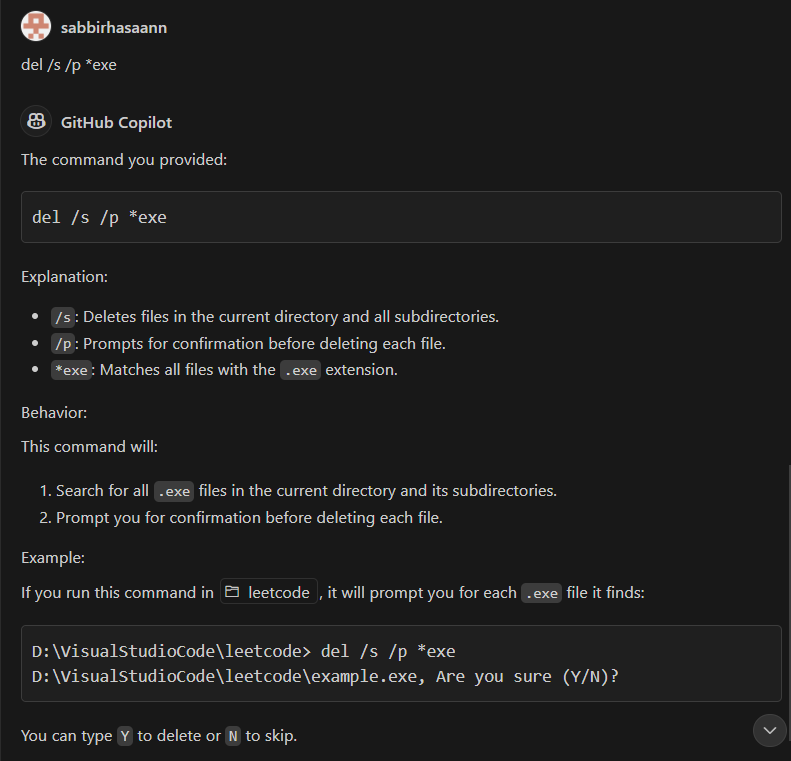 sabbirhasaann
del /s /p *exe
GitHub Copilot
The command you provided:
del /s /p *exe
Explanation:
/s: Deletes files in the current directory and all subdirectories.
/p: Prompts for confirmation before deleting each file.
*exe: Matches all files with the .exe extension.
Behavior:
This command will:
1. Search for all .exe files in the current directory and its subdirectories.
2. Prompt you for confirmation before deleting each file.
Example:
If you run this command in leetcode, it will prompt you for each .exe file it finds:
D:\VisualStudioCode\leetcode> del /s /p *exe
D:\VisualStudioCode\leetcode\example.exe, Are you sure (Y/N)?
You can type Y to delete or N to skip.